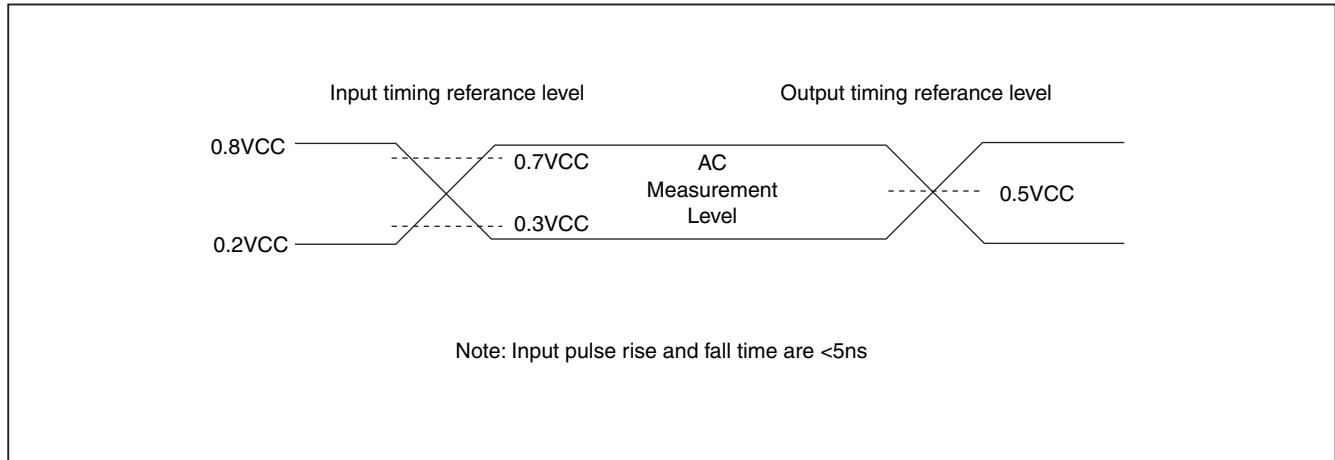 Input timing referance level
Output timing referance level
0.8VCC
0.7VCC
AC
Measurement
Level
0.5VCC
0.3VCC
0.2VCC
Note: Input pulse rise and fall time are <5ns